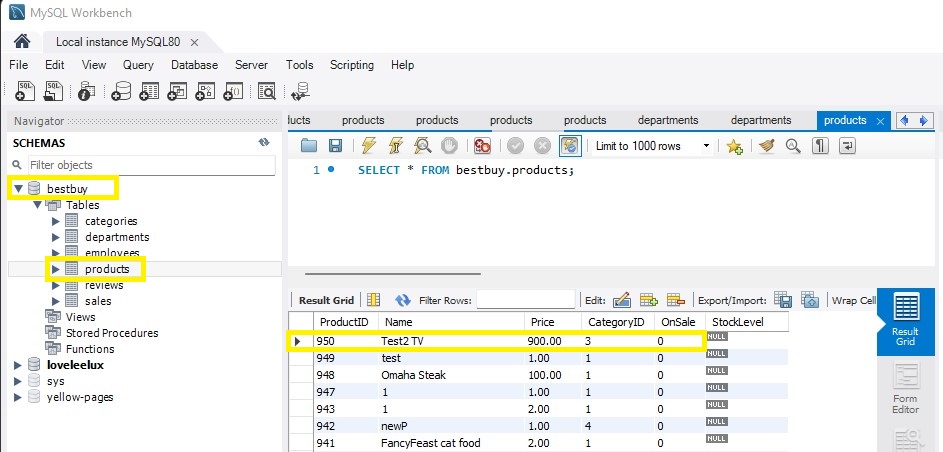 MySQL Workbench
Local instance MySQL80 ×
File Edit View Query Database Server Tools Scripting Help
Navigator
SCHEMAS
Filter objects
bestbuy
Tables
categories
departments
employees
products
reviews
sales
Views
Stored Procedures
Functions
loveleelux
sys
yellow-pages
ducts products products products products departments departments products ×
Limit to 1000 rows
1 SELECT * FROM bestbuy.products;
Result Grid Filter Rows: Edit: Export/Import: Wrap Cell
ProductID Name Price CategoryID OnSale StockLevel
950 Test2 TV 900.00 3 0 NULL
949 test 1.00 1 0 NULL
948 Omaha Steak 100.00 1 0 NULL
947 1 1.00 1 0 NULL
943 1 2.00 1 0 NULL
942 newP 1.00 4 0 NULL
941 FancyFeast cat food 2.00 1 0 NULL
Result
Grid
Form
Editor